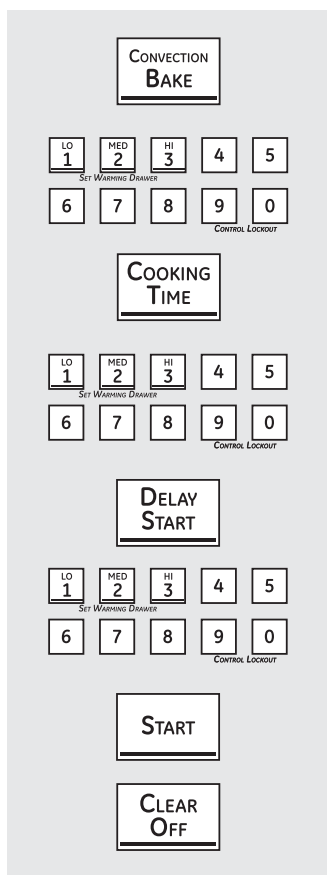 CONVECTION
BAKE
LO MED HI
1 2 3 4 5
SET WARMING DRAWER
6 7 8 9 0
CONTROL LOCKOUT
COOKING
TIME
LO MED HI
1 2 3 4 5
SET WARMING DRAWER
6 7 8 9 0
CONTROL LOCKOUT
DELAY
START
LO MED HI
1 2 3 4 5
SET WARMING DRAWER
6 7 8 9 0
CONTROL LOCKOUT
START
CLEAR
OFF